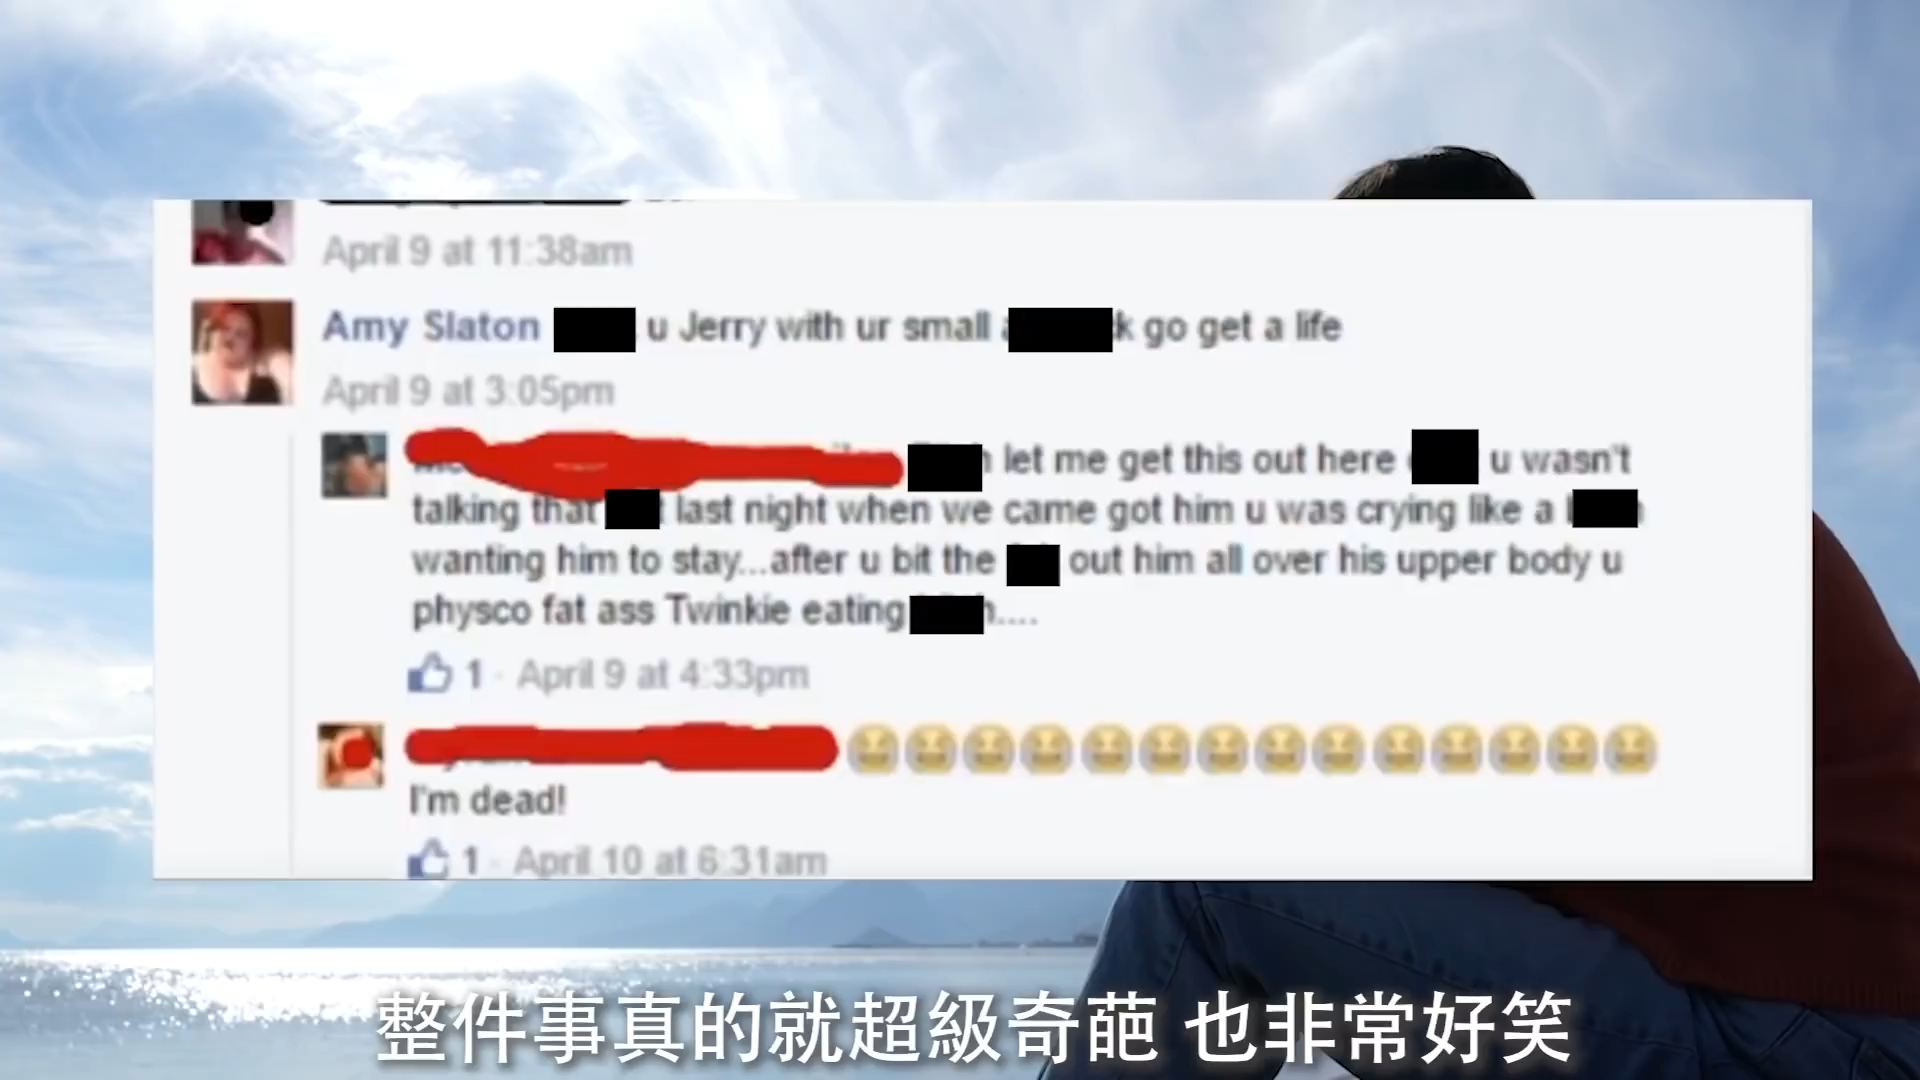 April 9 at 11:38am
Amy Slaton u Jerry with ur small k go get a life
April 9 at 3:05pm
let me get this out here u wasn't
talking that last night when we came got him u was crying like a
wanting him to stay...after u bit the out him all over his upper body u
physco fat ass Twinkie eating ....
1 · April 9 at 4:33pm
I'm dead!
1 · April 10 at 6:31am
整件事真的就超級奇葩 也非常好笑